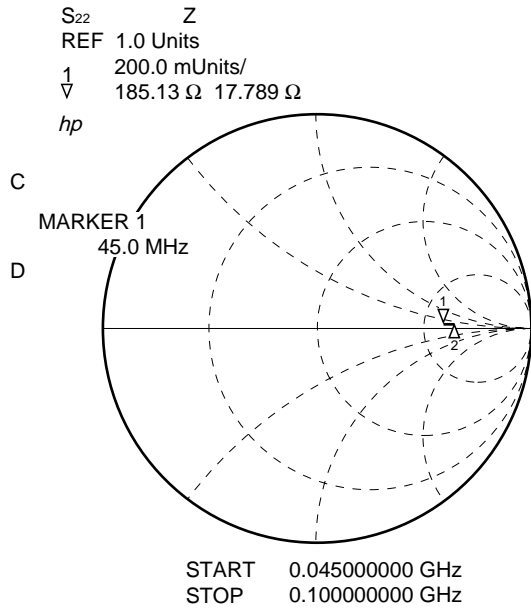 S22 Z
REF 1.0 Units
1 200.0 mUnits/
▽ 185.13 Ω 17.789 Ω
hp
C
MARKER 1
45.0 MHz
D
1
2
START 0.045000000 GHz
STOP 0.100000000 GHz